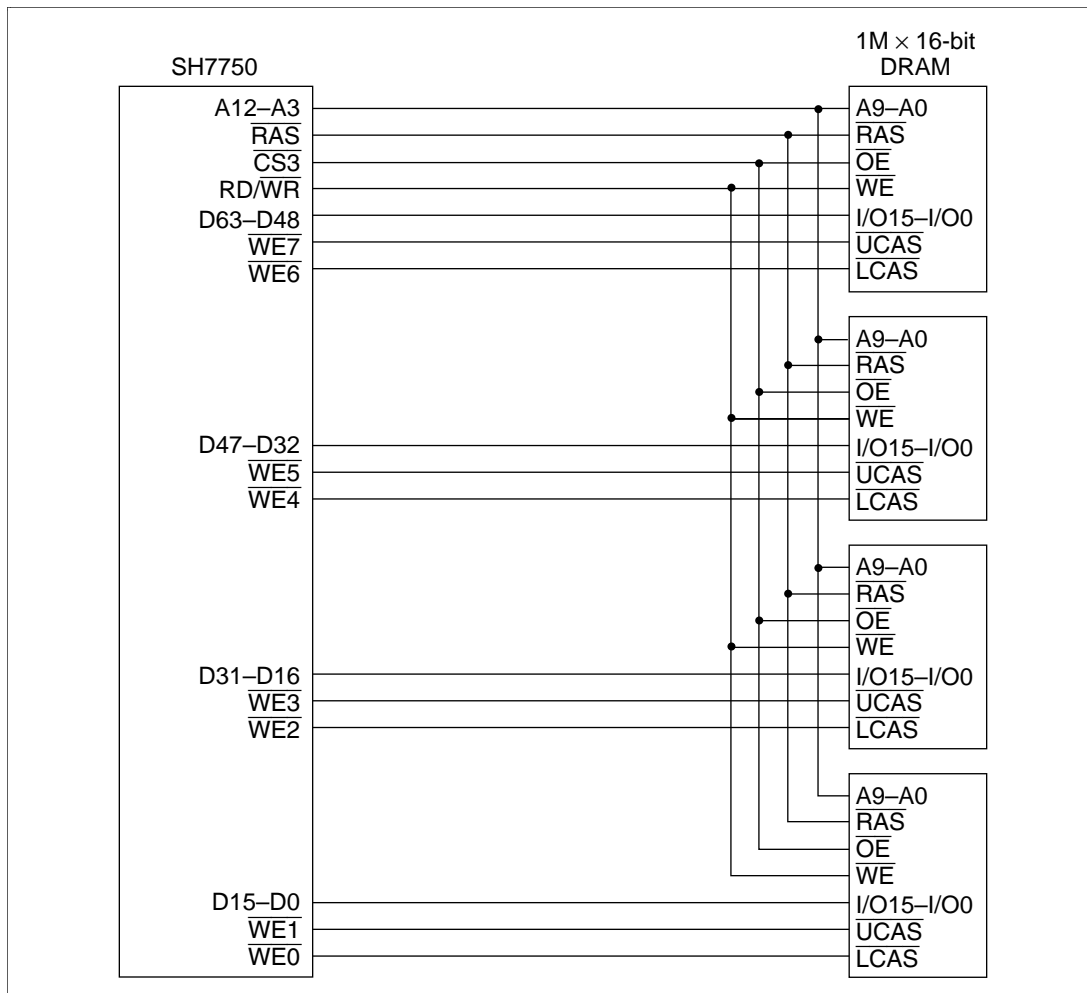 SH7750
1M × 16-bit
DRAM
A12–A3
RAS
CS3
RD/WR
D63–D48
WE7
WE6
D47–D32
WE5
WE4
D31–D16
WE3
WE2
D15–D0
WE1
WE0
A9–A0
RAS
OE
WE
I/O15–I/O0
UCAS
LCAS
A9–A0
RAS
OE
WE
I/O15–I/O0
UCAS
LCAS
A9–A0
RAS
OE
WE
I/O15–I/O0
UCAS
LCAS
A9–A0
RAS
OE
WE
I/O15–I/O0
UCAS
LCAS